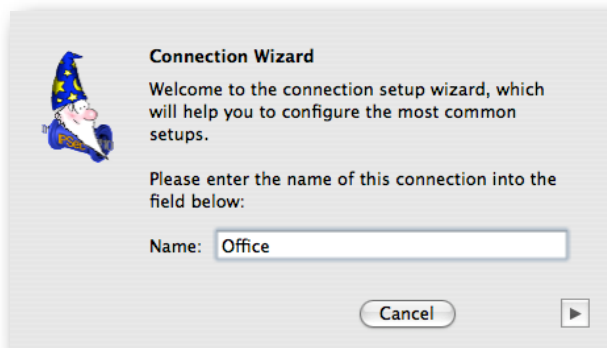 Connection Wizard
Welcome to the connection setup wizard, which
will help you to configure the most common
setups.
Please enter the name of this connection into the
field below:
Name: Office
Cancel